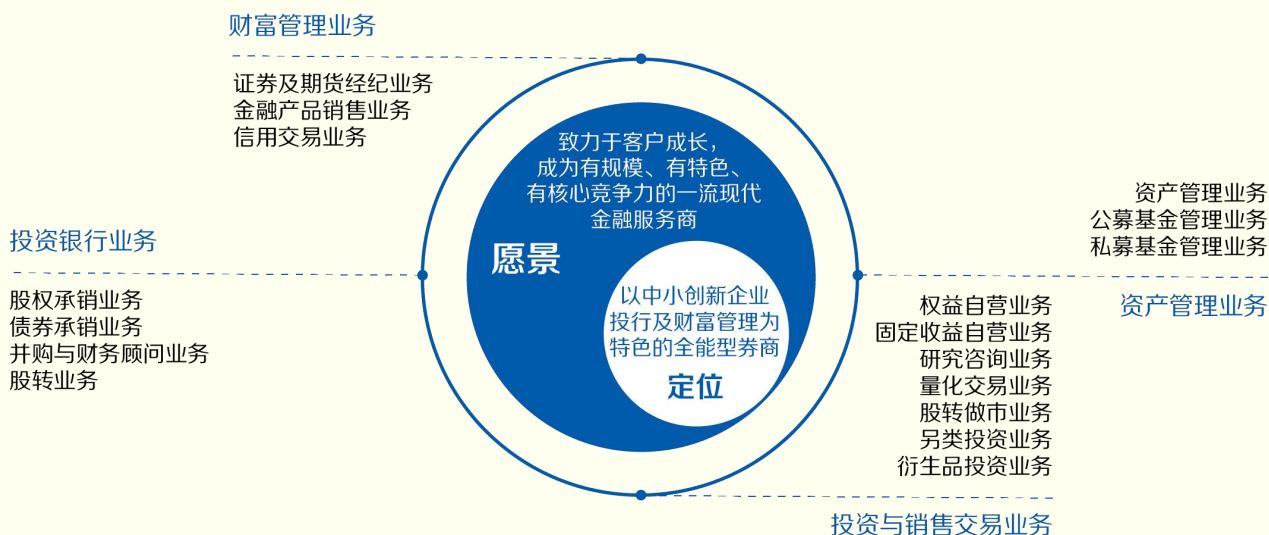 财富管理业务
证券及期货经纪业务
金融产品销售业务
信用交易业务
投资银行业务
股权承销业务
债券承销业务
并购与财务顾问业务
股转业务
致力于客户成长，
成为有规模、有特色、
有核心竞争力的一流现代
金融服务商
愿景
以中小创新企业
投行及财富管理为
特色的全能型券商
定位
资产管理业务
公募基金管理业务
私募基金管理业务
资产管理业务
权益自营业务
固定收益自营业务
研究咨询业务
量化交易业务
股转做市业务
另类投资业务
衍生品投资业务
投资与销售交易业务